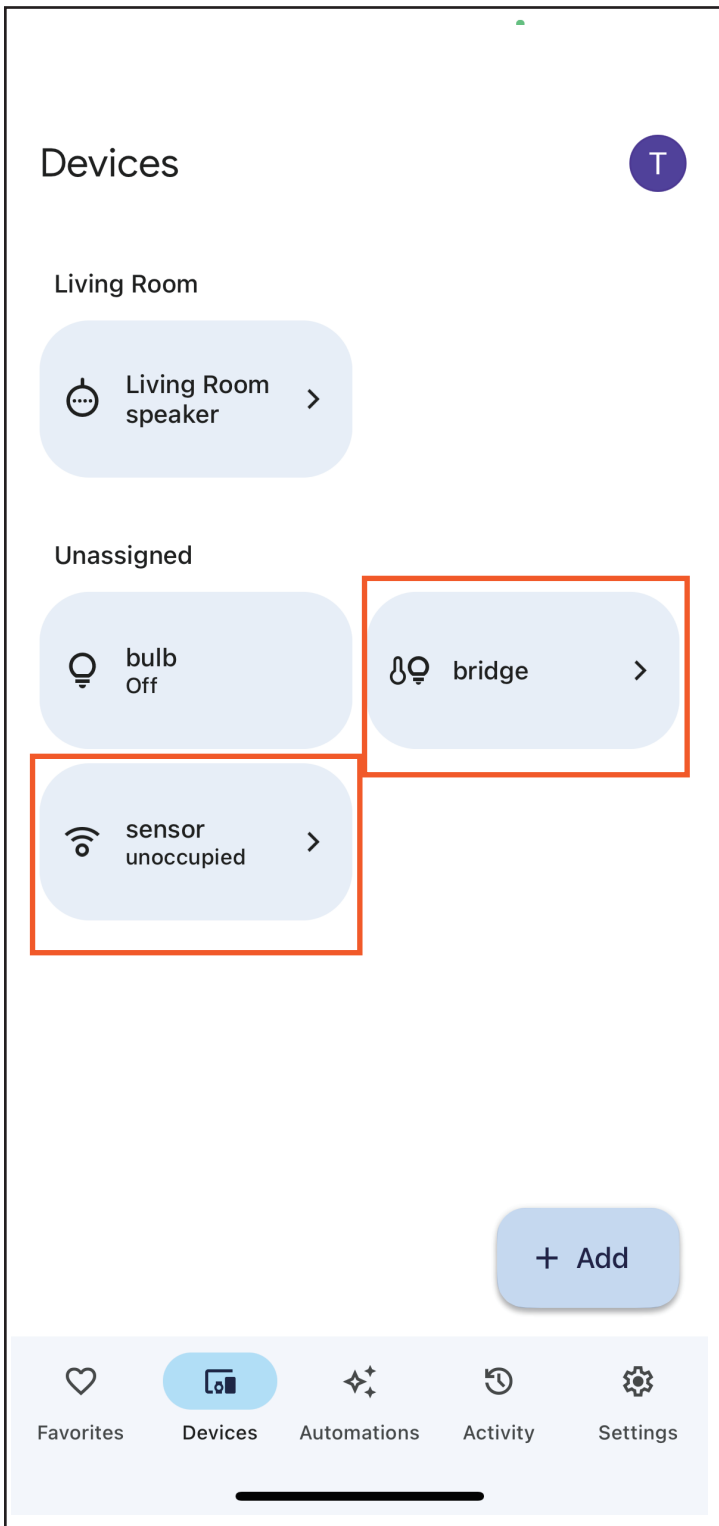 Devices
T
Living Room
Living Room
speaker
Unassigned
bulb
Off
bridge
sensor
unoccupied
+ Add
Favorites
Devices
Automations
Activity
Settings